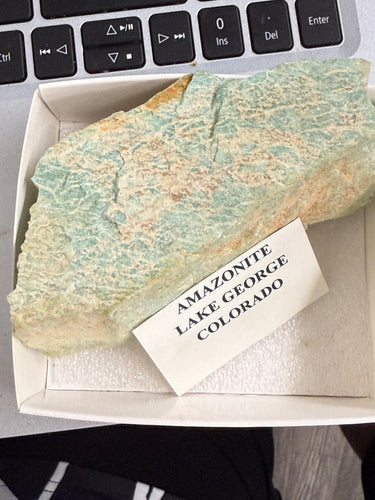 Ctrl
0
Ins
.
Del
Enter
AMAZONITE
LAKE GEORGE
COLORADO